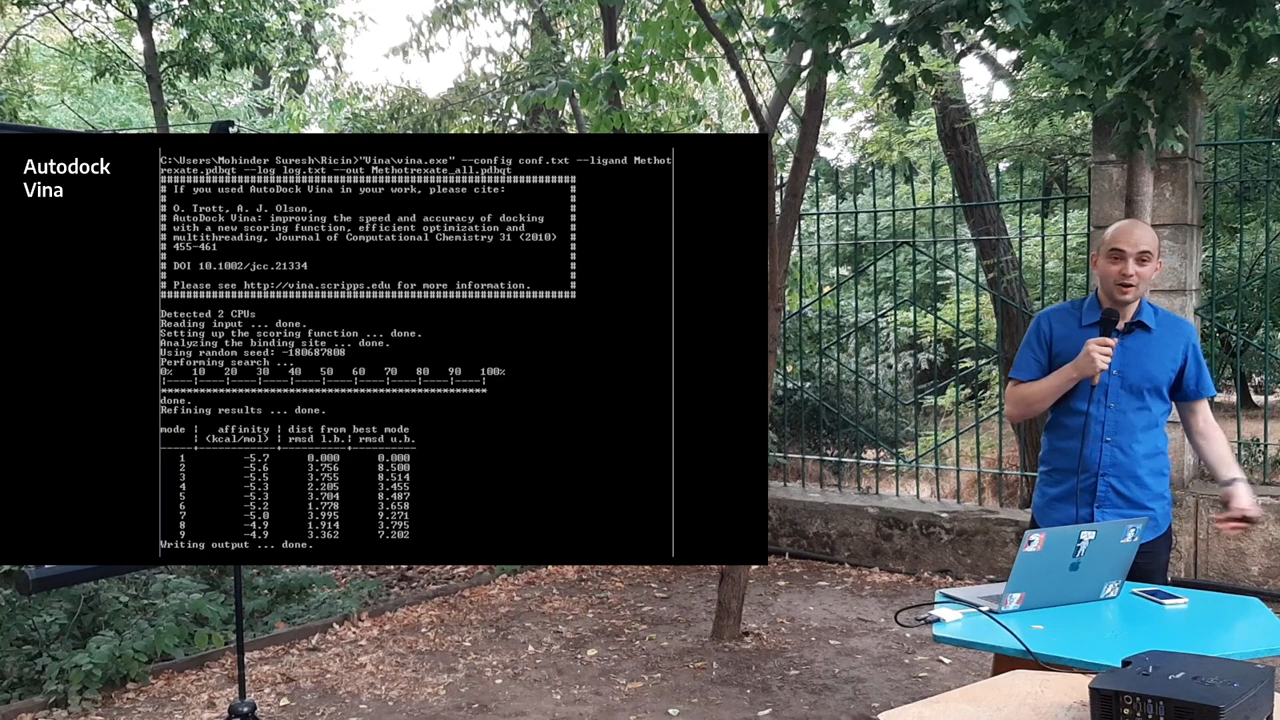 Autodock
Vina
C:\Users\Mohinder Suresh\Ricin>"Vina\vina.exe" --config conf.txt --ligand Methot
rexate.pdbqt --log log.txt --out Methotrexate_all.pdbqt
#################################################################
# If you used AutoDock Vina in your work, please cite:          #
#                                                               #
# O. Trott, A. J. Olson,                                        #
# AutoDock Vina: improving the speed and accuracy of docking    #
# with a new scoring function, efficient optimization and       #
# multithreading, Journal of Computational Chemistry 31 (2010)  #
# 455-461                                                       #
#                                                               #
# DOI 10.1002/jcc.21334                                         #
#                                                               #
# Please see http://vina.scripps.edu for more information.      #
#################################################################
Detected 2 CPUs
Reading input ... done.
Setting up the scoring function ... done.
Analyzing the binding site ... done.
Using random seed: -180687808
Performing search ...
0%   10   20   30   40   50   60   70   80   90   100%
|----|----|----|----|----|----|----|----|----|----|
***************************************************
done.
Refining results ... done.
mode |   affinity | dist from best mode
     | (kcal/mol) | rmsd l.b.| rmsd u.b.
-----+------------+----------+----------
   1         -5.7      0.000      0.000
   2         -5.6      3.756      8.500
   3         -5.5      3.755      8.514
   4         -5.3      2.205      3.455
   5         -5.3      3.704      8.487
   6         -5.2      1.778      3.658
   7         -5.0      3.995      9.271
   8         -4.9      1.914      3.795
   9         -4.9      3.362      7.202
Writing output ... done.